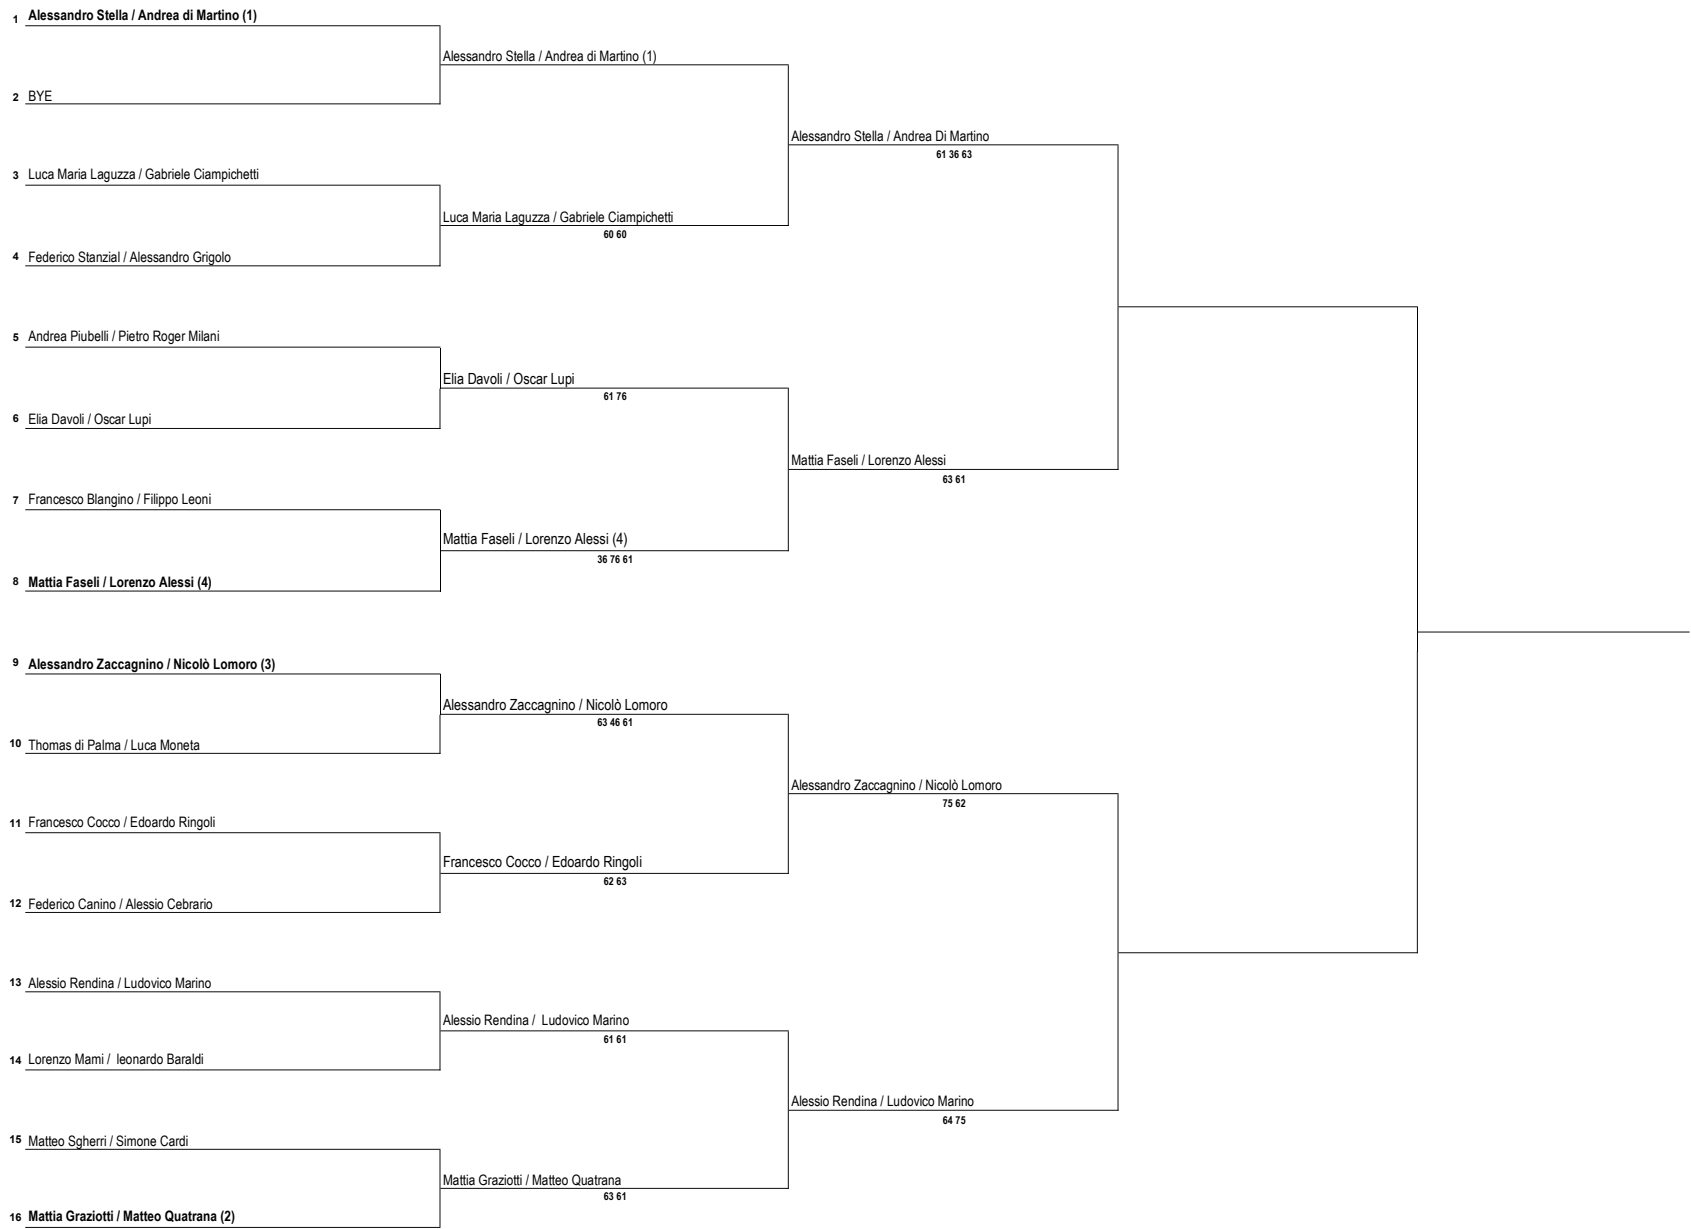 1 Alessandro Stella / Andrea di Martino (1)
Alessandro Stella / Andrea di Martino (1)
2 BYE
Alessandro Stella / Andrea Di Martino
61 36 63
3 Luca Maria Laguzza / Gabriele Ciampichetti
Luca Maria Laguzza / Gabriele Ciampichetti
60 60
4 Federico Stanzial / Alessandro Grigolo
5 Andrea Piubelli / Pietro Roger Milani
Elia Davoli / Oscar Lupi
61 76
6 Elia Davoli / Oscar Lupi
Mattia Faseli / Lorenzo Alessi
63 61
7 Francesco Blangino / Filippo Leoni
Mattia Faseli / Lorenzo Alessi (4)
36 76 61
8 Mattia Faseli / Lorenzo Alessi (4)
9 Alessandro Zaccagnino / Nicolò Lomoro (3)
Alessandro Zaccagnino / Nicolò Lomoro
63 46 61
10 Thomas di Palma / Luca Moneta
Alessandro Zaccagnino / Nicolò Lomoro
75 62
11 Francesco Cocco / Edoardo Ringoli
Francesco Cocco / Edoardo Ringoli
62 63
12 Federico Canino / Alessio Cebrario
13 Alessio Rendina / Ludovico Marino
Alessio Rendina / Ludovico Marino
61 61
14 Lorenzo Mami / leonardo Baraldi
Alessio Rendina / Ludovico Marino
64 75
15 Matteo Sgherri / Simone Cardi
Mattia Graziotti / Matteo Quatrana
63 61
16 Mattia Graziotti / Matteo Quatrana (2)